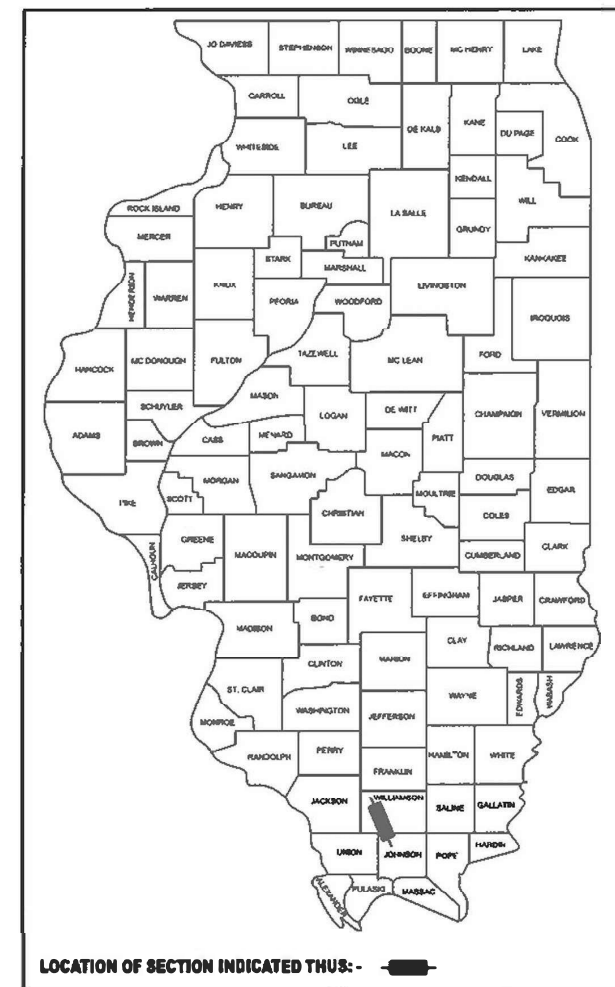 JO DAVIESS
STEPHENSON
WINNEBAGO
BOONE
MC HENRY
LAKE
CARROLL
OGLE
DE KALB
KANE
DU PAGE
COOK
WHITESIDE
LEE
KENDALL
WILL
ROCK ISLAND
HENRY
BUREAU
LA SALLE
GRUNDY
MERCER
PUTNAM
STARK
MARSHALL
KANKAKEE
HENDERSON
WARREN
KNOX
PEORIA
WOODFORD
LIVINGSTON
IROQUOIS
HANCOCK
MC DONOUGH
FULTON
TAZEWELL
MC LEAN
FORD
SCHUYLER
MASON
LOGAN
DE WITT
CHAMPAIGN
VERMILION
ADAMS
BROWN
CASS
MENARD
MACON
PIATT
PIKE
SCOTT
MORGAN
SANGAMON
MOULTRIE
DOUGLAS
EDGAR
CHRISTIAN
COLES
CALHOUN
GREENE
MACOUPIN
MONTGOMERY
SHELBY
CUMBERLAND
CLARK
JERSEY
FAYETTE
EFFINGHAM
JASPER
CRAWFORD
MADISON
BOND
CLAY
RICHLAND
LAWRENCE
CLINTON
MARION
ST. CLAIR
WAYNE
EDWARDS
WABASH
MONROE
WASHINGTON
JEFFERSON
RANDOLPH
PERRY
HAMILTON
WHITE
FRANKLIN
JACKSON
WILLIAMSON
SALINE
GALLATIN
UNION
JOHNSON
POPE
HARDIN
ALEXANDER
PULASKI
MASSAC
LOCATION OF SECTION INDICATED THUS: -